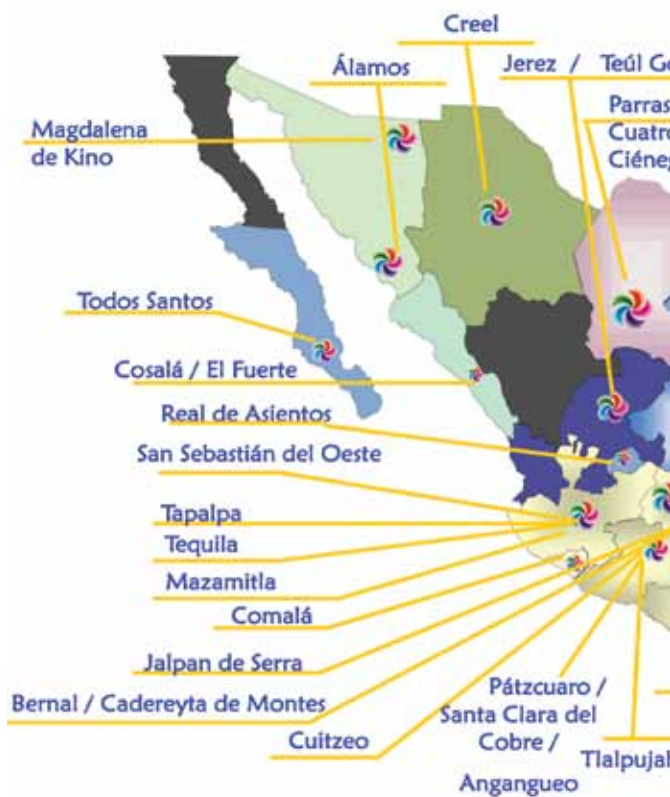 Creel
Álamos
Jerez / Teúl
Parras
Magdalena
de Kino
Ciéneg
Todos Santos
Cosalá / El Fuerte
Real de Asientos
San Sebastián del Oeste
Tapalpa
Tequila
Mazamitla
Comalá
Jalpan de Serra
Bernal / Cadereyta de Montes
Cuitzeo
Pátzcuaro /
Santa Clara del
Cobre /
Angangueo
Tlalpujah